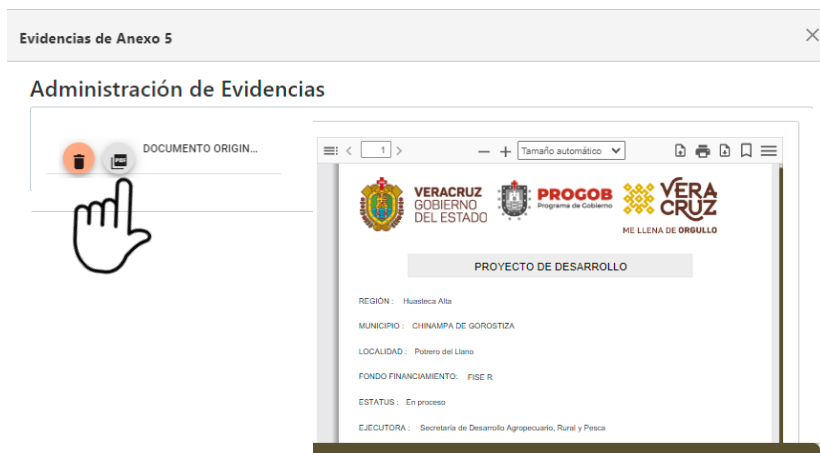 Evidencias de Anexo 5
Administración de Evidencias
DOCUMENTO ORIGIN...
PDF
1
Tamaño automático
VERACRUZ
GOBIERNO
DEL ESTADO
PROGOB
Programa de Gobierno
VERA
CRUZ
ME LLENA DE ORGULLO
PROYECTO DE DESARROLLO
REGIÓN : Huasteca Alta
MUNICIPIO : CHINAMPA DE GOROSTIZA
LOCALIDAD : Potrero del Llano
FONDO FINANCIAMIENTO: FISE R
ESTATUS : En proceso
EJECUTORA : Secretaría de Desarrollo Agropecuario, Rural y Pesca